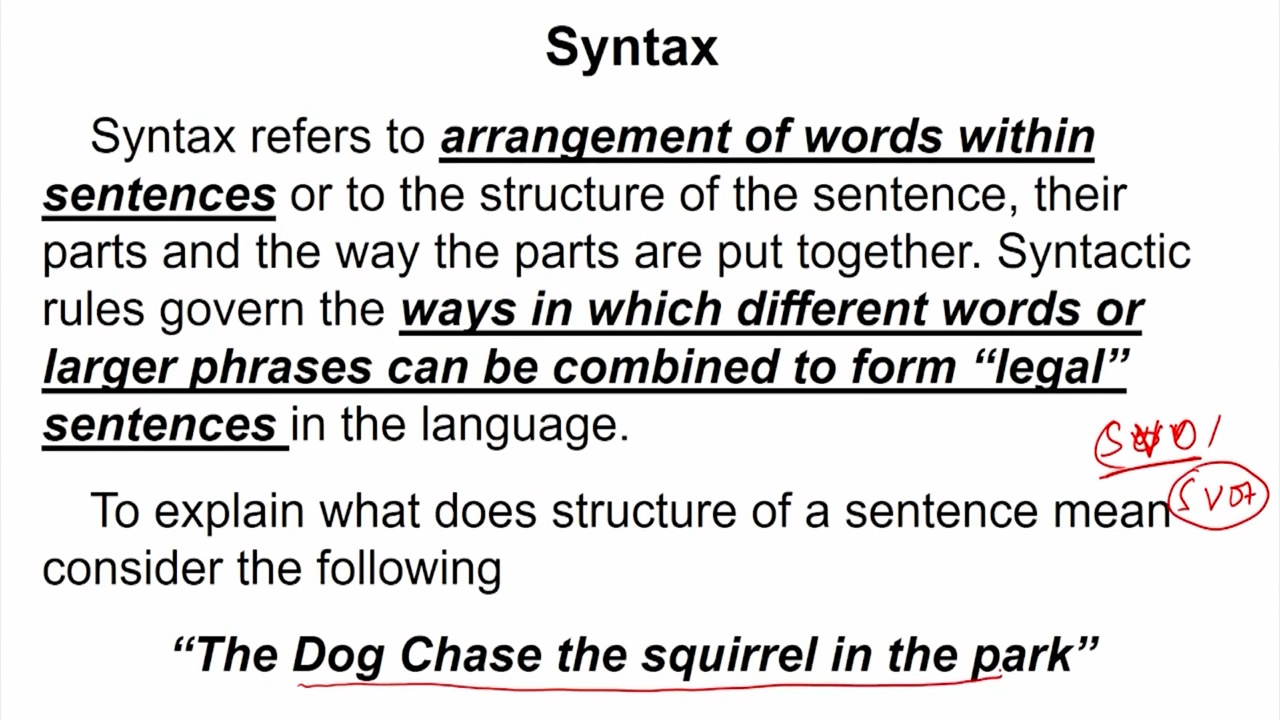 Syntax
Syntax refers to arrangement of words within
sentences or to the structure of the sentence, their
parts and the way the parts are put together. Syntactic
rules govern the ways in which different words or
larger phrases can be combined to form “legal”
sentences in the language.
To explain what does structure of a sentence mean
consider the following
“The Dog Chase the squirrel in the park”